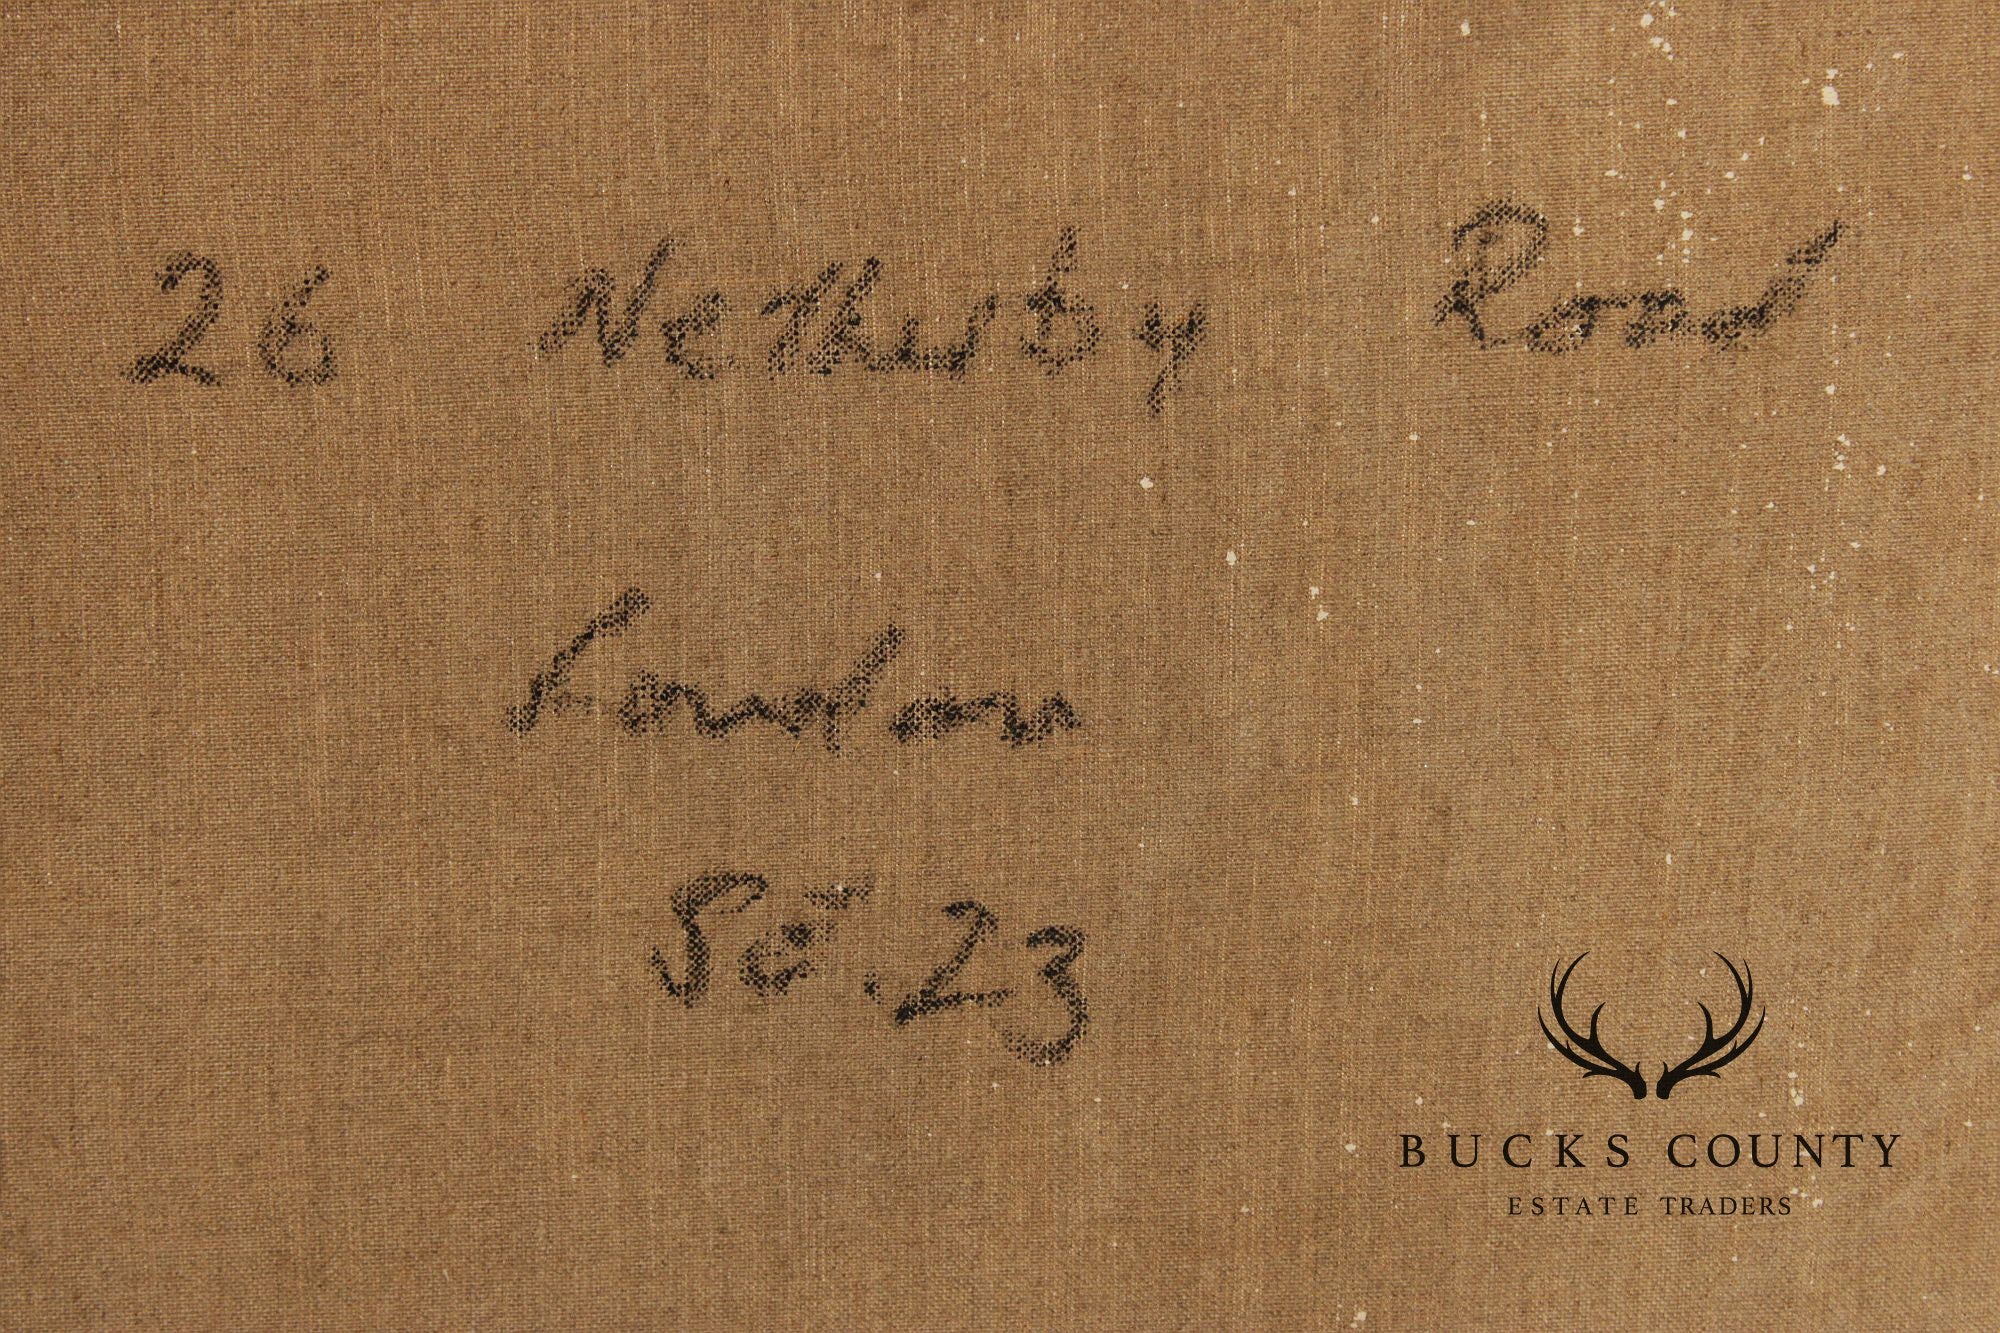 26 Netherby Road
London
SE.23
BUCKS COUNTY
ESTATE TRADERS